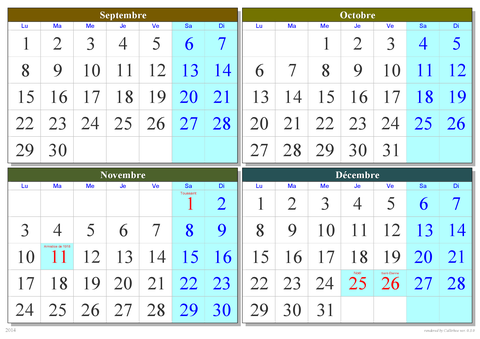 Septembre
Lu Ma Me Je Ve Sa Di
1 2 3 4 5 6 7
8 9 10 11 12 13 14
15 16 17 18 19 20 21
22 23 24 25 26 27 28
29 30
Octobre
Lu Ma Me Je Ve Sa Di
1 2 3 4 5
6 7 8 9 10 11 12
13 14 15 16 17 18 19
20 21 22 23 24 25 26
27 28 29 30 31
Novembre
Lu Ma Me Je Ve Sa Di
Toussaint
1 2
3 4 5 6 7 8 9
Armistice de 1918
10 11 12 13 14 15 16
17 18 19 20 21 22 23
24 25 26 27 28 29 30
Décembre
Lu Ma Me Je Ve Sa Di
1 2 3 4 5 6 7
8 9 10 11 12 13 14
15 16 17 18 19 20 21
Noël
22 23 24 25 26 27 28
29 30 31
2014